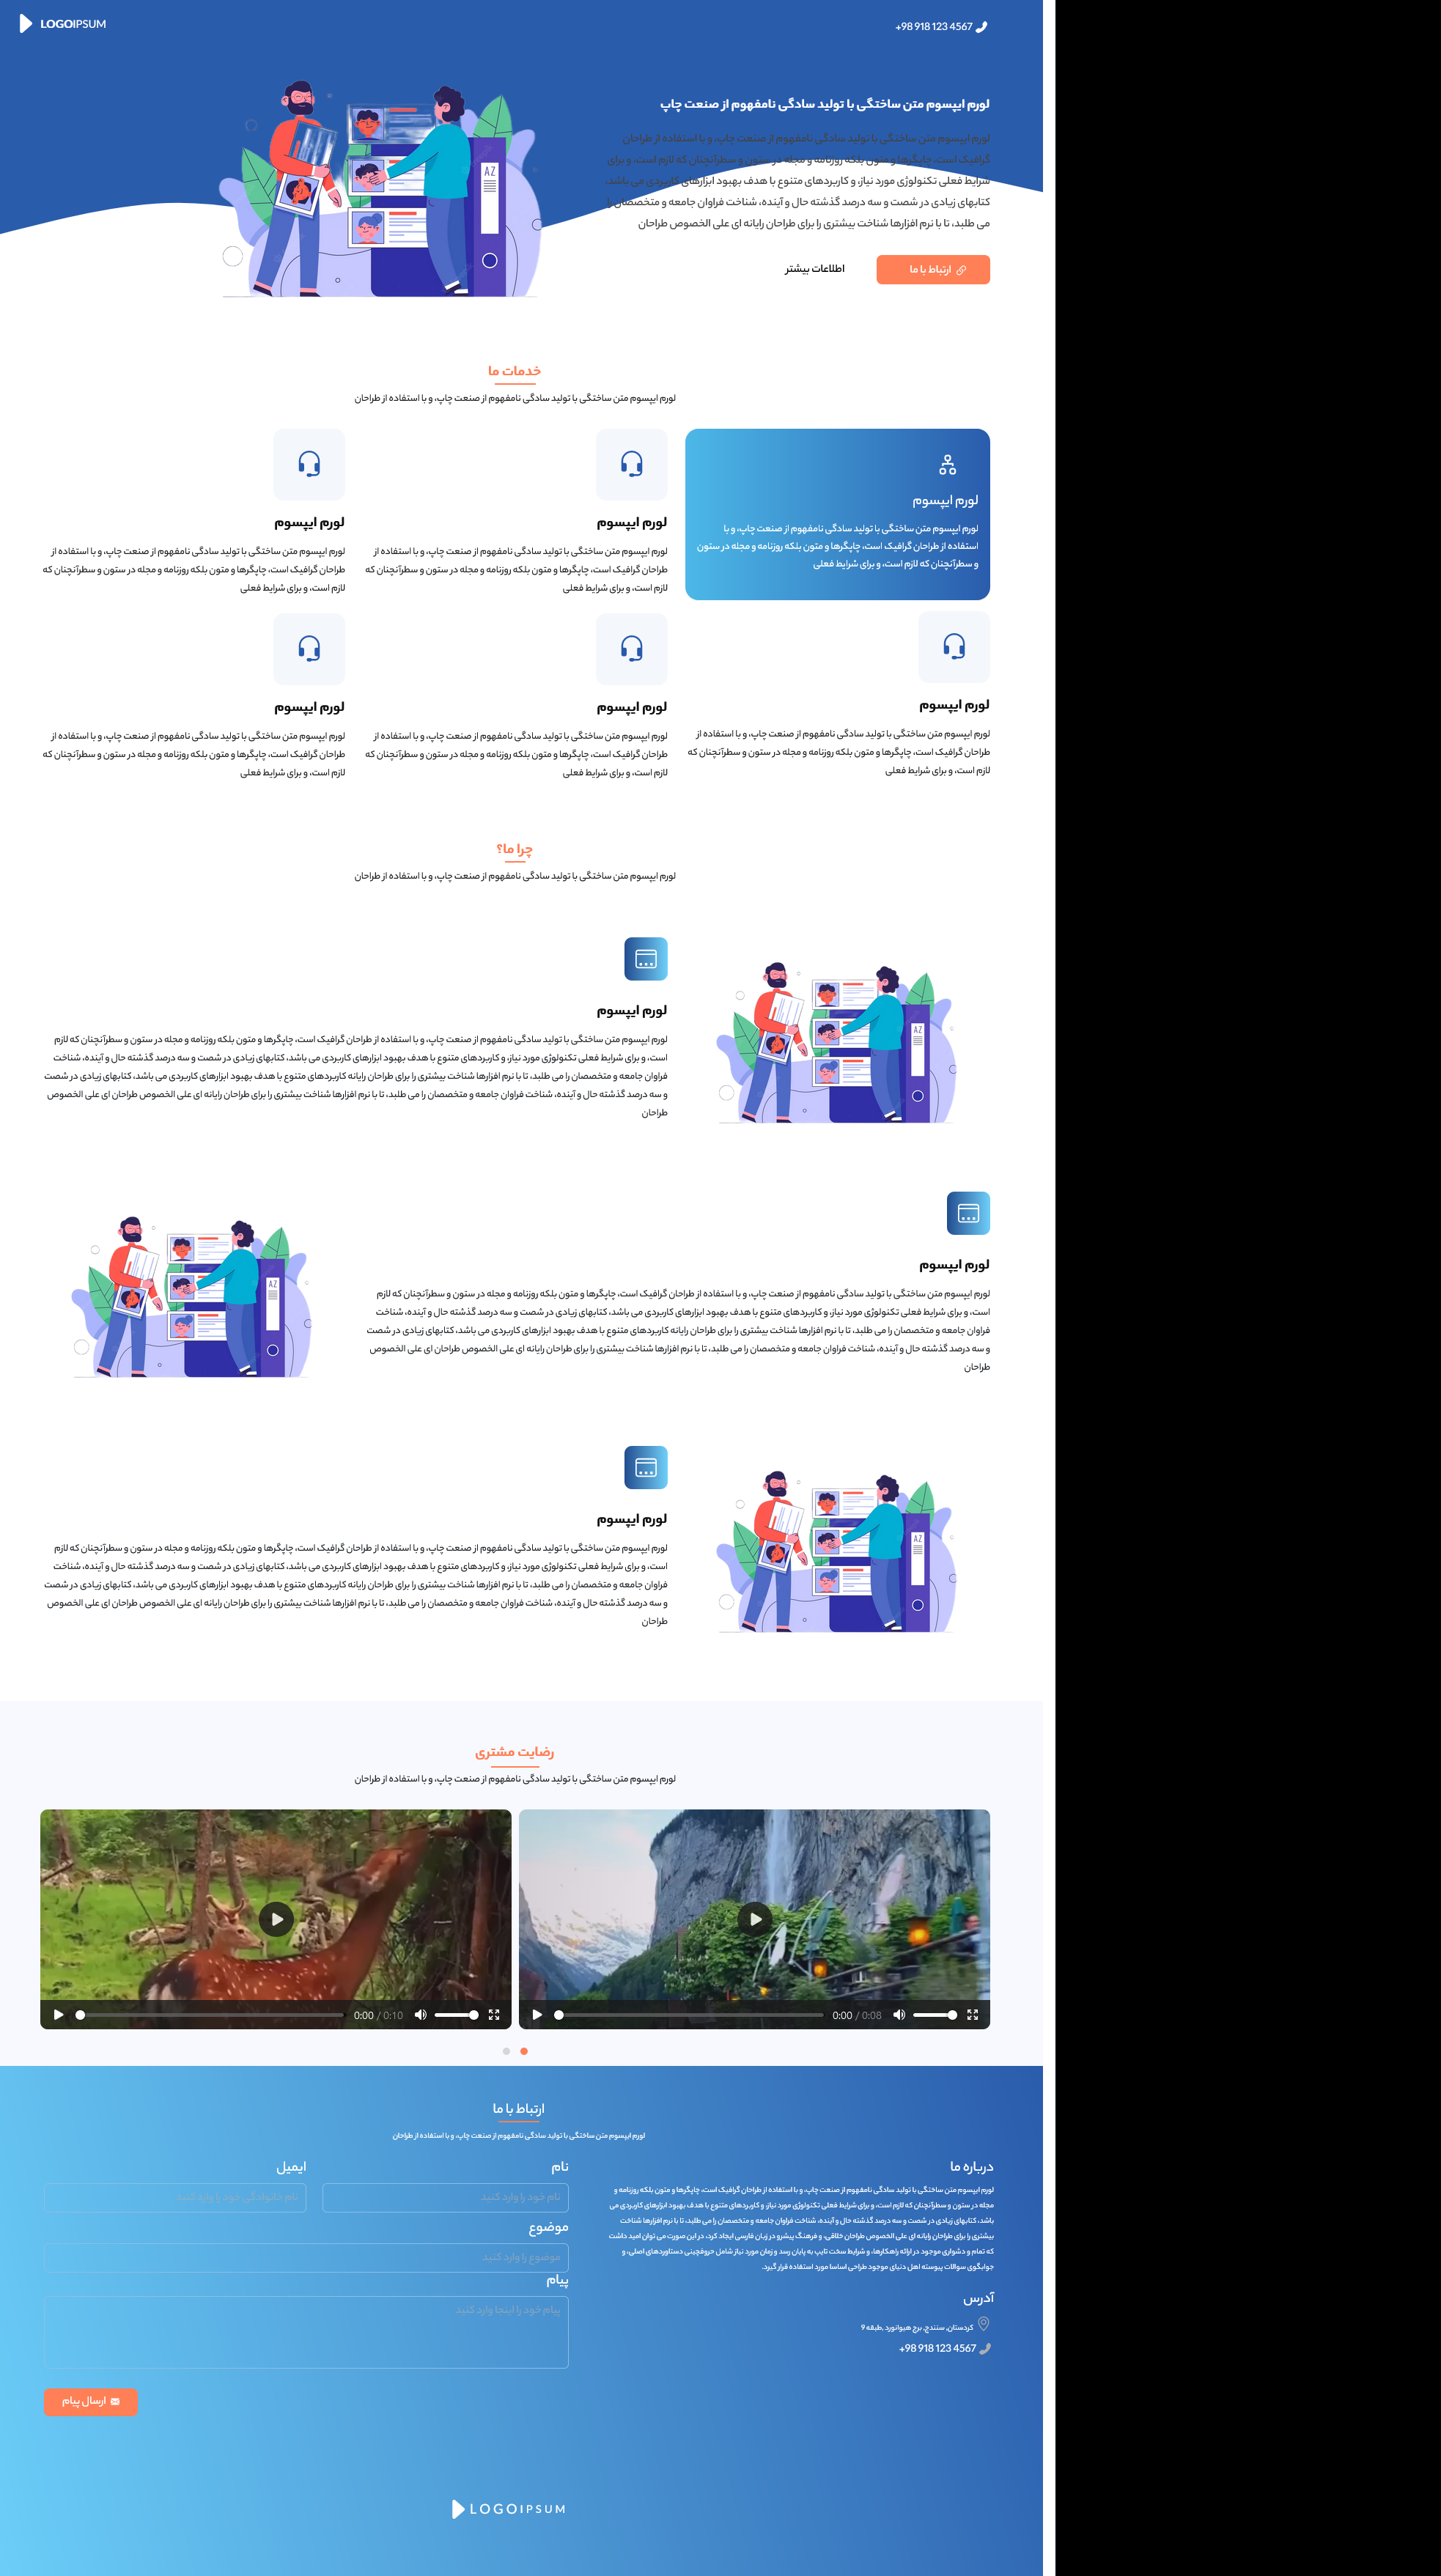 +98 918 123 4567
LOGOIPSUM
لورم ایپسوم متن ساختگی با تولید سادگی نامفهوم از صنعت چاپ
لورم ایپسوم متن ساختگی با تولید سادگی نامفهوم از صنعت چاپ، و با استفاده از طراحان
گرافیک است، چاپگرها و متون بلکه روزنامه و مجله در ستون و سطرآنچنان که لازم است، و برای
شرایط فعلی تکنولوژی مورد نیاز، و کاربردهای متنوع با هدف بهبود ابزارهای کاربردی می باشد،
کتابهای زیادی در شصت و سه درصد گذشته حال و آینده، شناخت فراوان جامعه و متخصصان را
می طلبد، تا با نرم افزارها شناخت بیشتری را برای طراحان رایانه ای علی الخصوص طراحان
ارتباط با ما
اطلاعات بیشتر
AZ
خدمات ما
لورم ایپسوم متن ساختگی با تولید سادگی نامفهوم از صنعت چاپ، و با استفاده از طراحان
لورم ایپسوم
لورم ایپسوم متن ساختگی با تولید سادگی نامفهوم از صنعت چاپ، و با
استفاده از طراحان گرافیک است، چاپگرها و متون بلکه روزنامه و مجله در ستون
و سطرآنچنان که لازم است، و برای شرایط فعلی
لورم ایپسوم
لورم ایپسوم متن ساختگی با تولید سادگی نامفهوم از صنعت چاپ، و با استفاده از
طراحان گرافیک است، چاپگرها و متون بلکه روزنامه و مجله در ستون و سطرآنچنان که
لازم است، و برای شرایط فعلی
لورم ایپسوم
لورم ایپسوم متن ساختگی با تولید سادگی نامفهوم از صنعت چاپ، و با استفاده از
طراحان گرافیک است، چاپگرها و متون بلکه روزنامه و مجله در ستون و سطرآنچنان که
لازم است، و برای شرایط فعلی
لورم ایپسوم
لورم ایپسوم متن ساختگی با تولید سادگی نامفهوم از صنعت چاپ، و با استفاده از
طراحان گرافیک است، چاپگرها و متون بلکه روزنامه و مجله در ستون و سطرآنچنان که
لازم است، و برای شرایط فعلی
لورم ایپسوم
لورم ایپسوم متن ساختگی با تولید سادگی نامفهوم از صنعت چاپ، و با استفاده از
طراحان گرافیک است، چاپگرها و متون بلکه روزنامه و مجله در ستون و سطرآنچنان که
لازم است، و برای شرایط فعلی
لورم ایپسوم
لورم ایپسوم متن ساختگی با تولید سادگی نامفهوم از صنعت چاپ، و با استفاده از
طراحان گرافیک است، چاپگرها و متون بلکه روزنامه و مجله در ستون و سطرآنچنان که
لازم است، و برای شرایط فعلی
چرا ما؟
لورم ایپسوم متن ساختگی با تولید سادگی نامفهوم از صنعت چاپ، و با استفاده از طراحان
AZ
لورم ایپسوم
لورم ایپسوم متن ساختگی با تولید سادگی نامفهوم از صنعت چاپ، و با استفاده از طراحان گرافیک است، چاپگرها و متون بلکه روزنامه و مجله در ستون و سطرآنچنان که لازم
است، و برای شرایط فعلی تکنولوژی مورد نیاز، و کاربردهای متنوع با هدف بهبود ابزارهای کاربردی می باشد، کتابهای زیادی در شصت و سه درصد گذشته حال و آینده، شناخت
فراوان جامعه و متخصصان را می طلبد، تا با نرم افزارها شناخت بیشتری را برای طراحان رایانه کاربردهای متنوع با هدف بهبود ابزارهای کاربردی می باشد، کتابهای زیادی در شصت
و سه درصد گذشته حال و آینده، شناخت فراوان جامعه و متخصصان را می طلبد، تا با نرم افزارها شناخت بیشتری را برای طراحان رایانه ای علی الخصوص طراحان ای علی الخصوص
طراحان
لورم ایپسوم
لورم ایپسوم متن ساختگی با تولید سادگی نامفهوم از صنعت چاپ، و با استفاده از طراحان گرافیک است، چاپگرها و متون بلکه روزنامه و مجله در ستون و سطرآنچنان که لازم
است، و برای شرایط فعلی تکنولوژی مورد نیاز، و کاربردهای متنوع با هدف بهبود ابزارهای کاربردی می باشد، کتابهای زیادی در شصت و سه درصد گذشته حال و آینده، شناخت
فراوان جامعه و متخصصان را می طلبد، تا با نرم افزارها شناخت بیشتری را برای طراحان رایانه کاربردهای متنوع با هدف بهبود ابزارهای کاربردی می باشد، کتابهای زیادی در شصت
و سه درصد گذشته حال و آینده، شناخت فراوان جامعه و متخصصان را می طلبد، تا با نرم افزارها شناخت بیشتری را برای طراحان رایانه ای علی الخصوص طراحان ای علی الخصوص
طراحان
AZ
AZ
لورم ایپسوم
لورم ایپسوم متن ساختگی با تولید سادگی نامفهوم از صنعت چاپ، و با استفاده از طراحان گرافیک است، چاپگرها و متون بلکه روزنامه و مجله در ستون و سطرآنچنان که لازم
است، و برای شرایط فعلی تکنولوژی مورد نیاز، و کاربردهای متنوع با هدف بهبود ابزارهای کاربردی می باشد، کتابهای زیادی در شصت و سه درصد گذشته حال و آینده، شناخت
فراوان جامعه و متخصصان را می طلبد، تا با نرم افزارها شناخت بیشتری را برای طراحان رایانه کاربردهای متنوع با هدف بهبود ابزارهای کاربردی می باشد، کتابهای زیادی در شصت
و سه درصد گذشته حال و آینده، شناخت فراوان جامعه و متخصصان را می طلبد، تا با نرم افزارها شناخت بیشتری را برای طراحان رایانه ای علی الخصوص طراحان ای علی الخصوص
طراحان
رضایت مشتری
لورم ایپسوم متن ساختگی با تولید سادگی نامفهوم از صنعت چاپ، و با استفاده از طراحان
0:00 / 0:08
0:00 / 0:10
ارتباط با ما
لورم ایپسوم متن ساختگی با تولید سادگی نامفهوم از صنعت چاپ، و با استفاده از طراحان
درباره ما
لورم ایپسوم متن ساختگی با تولید سادگی نامفهوم از صنعت چاپ، و با استفاده از طراحان گرافیک است، چاپگرها و متون بلکه روزنامه و
مجله در ستون و سطرآنچنان که لازم است، و برای شرایط فعلی تکنولوژی مورد نیاز، و کاربردهای متنوع با هدف بهبود ابزارهای کاربردی می
باشد، کتابهای زیادی در شصت و سه درصد گذشته حال و آینده، شناخت فراوان جامعه و متخصصان را می طلبد، تا با نرم افزارها شناخت
بیشتری را برای طراحان رایانه ای علی الخصوص طراحان خلاقی، و فرهنگ پیشرو در زبان فارسی ایجاد کرد، در این صورت می توان امید داشت
که تمام و دشواری موجود در ارائه راهکارها، و شرایط سخت تایپ به پایان رسد و زمان مورد نیاز شامل حروفچینی دستاوردهای اصلی، و
جوابگوی سوالات پیوسته اهل دنیای موجود طراحی اساسا مورد استفاده قرار گیرد.
آدرس
کردستان, سنندج, برج هیوانورد ,طبقه 9
+98 918 123 4567
نام
نام خود را وارد کنید
ایمیل
نام خانوادگی خود را وارد کنید
موضوع
موضوع را وارد کنید
پیام
پیام خود را اینجا وارد کنید
ارسال پیام
LOGOIPSUM